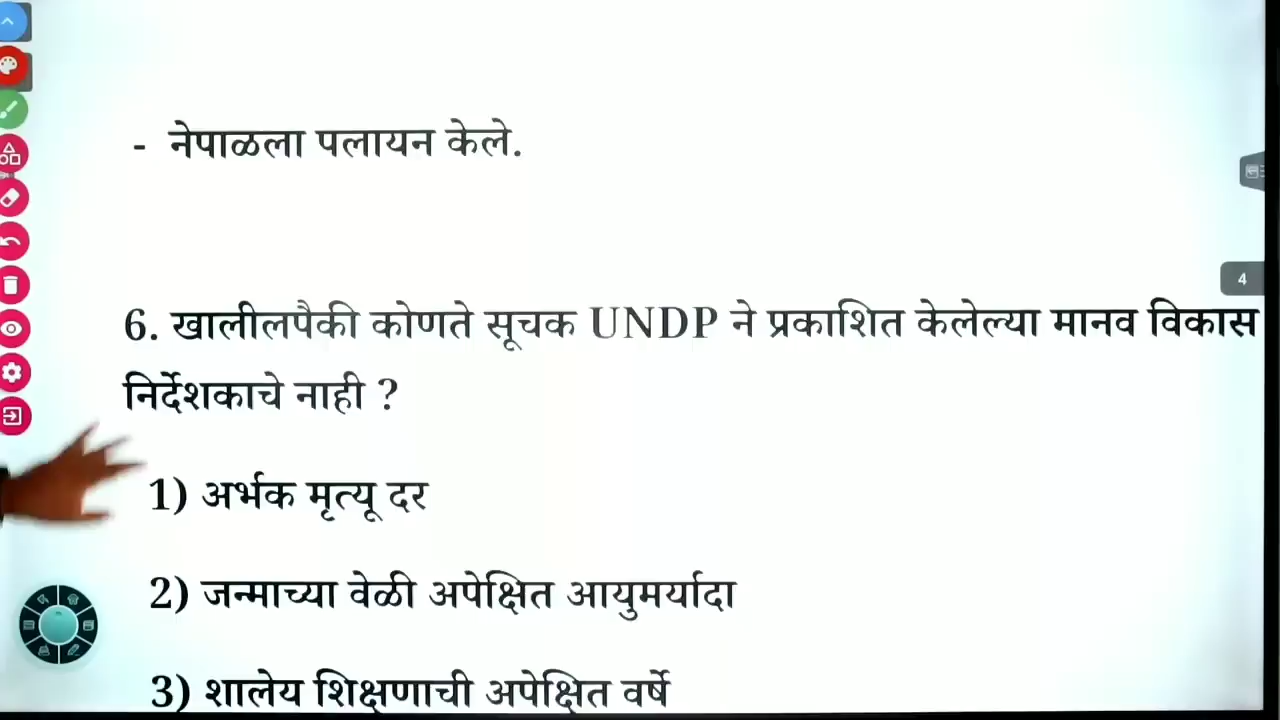 - नेपाळला पलायन केले.
4
6. खालीलपैकी कोणते सूचक UNDP ने प्रकाशित केलेल्या मानव विकास
निर्देशकाचे नाही ?
1) अर्भक मृत्यू दर
2) जन्माच्या वेळी अपेक्षित आयुमर्यादा
3) शालेय शिक्षणाची अपेक्षित वर्षे